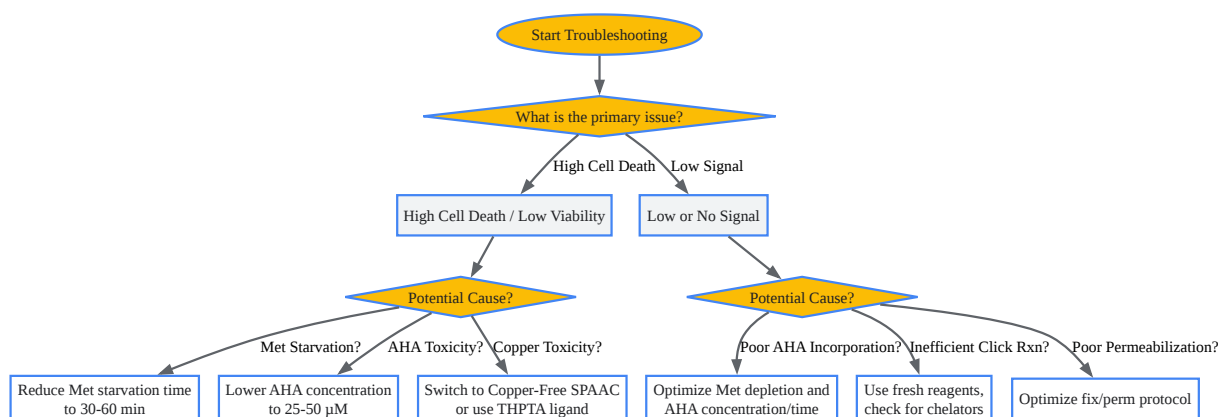 Start Troubleshooting
What is the primary issue?
High Cell Death
Low Signal
High Cell Death / Low Viability
Low or No Signal
Potential Cause?
Potential Cause?
Met Starvation?
AHA Toxicity?
Copper Toxicity?
Poor AHA Incorporation?
Inefficient Click Rxn?
Poor Permeabilization?
Reduce Met starvation time
to 30-60 min
Lower AHA concentration
to 25-50 µM
Switch to Copper-Free SPAAC
or use THPTA ligand
Optimize Met depletion and
AHA concentration/time
Use fresh reagents,
check for chelators
Optimize fix/perm protocol